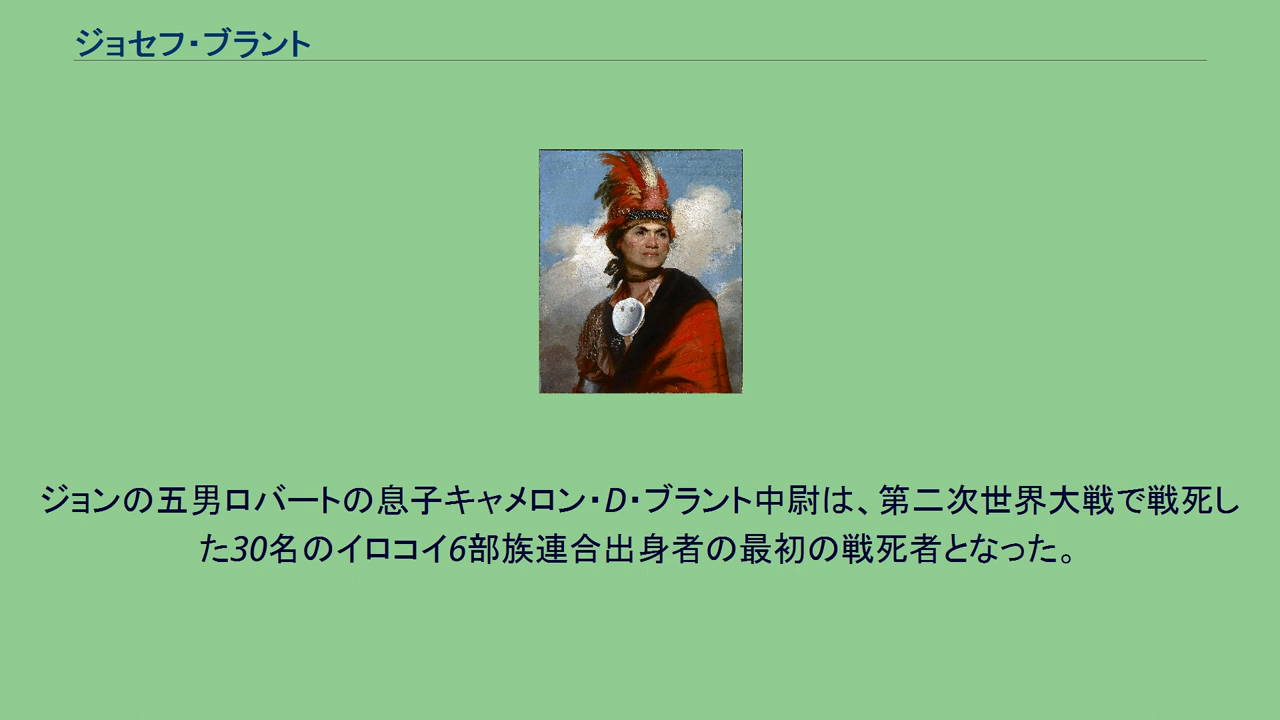 ジョセフ・ブラント
ジョンの五男ロバートの息子キャメロン・D・ブラント中尉は、第二次世界大戦で戦死し
た30名のイロコイ6部族連合出身者の最初の戦死者となった。